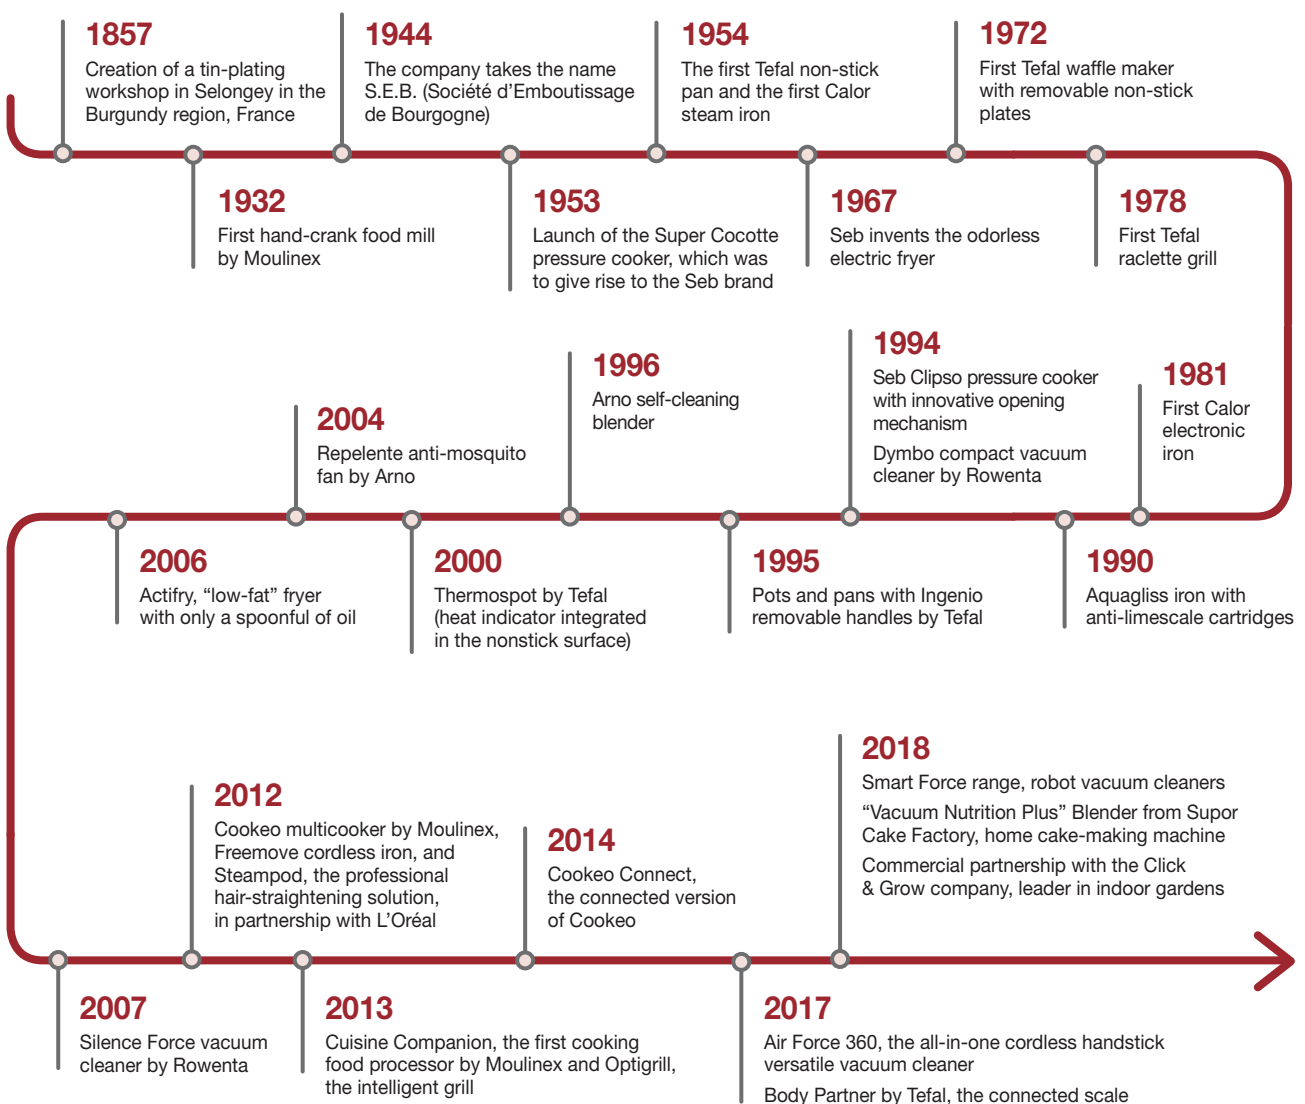 1857
Creation of a tin-plating
workshop in Selongey in the
Burgundy region, France
1932
First hand-crank food mill
by Moulinex
1944
The company takes the name
S.E.B. (Société d’Emboutissage
de Bourgogne)
1953
Launch of the Super Cocotte
pressure cooker, which was
to give rise to the Seb brand
1954
The first Tefal non-stick
pan and the first Calor
steam iron
1967
Seb invents the odorless
electric fryer
1972
First Tefal waffle maker
with removable non-stick
plates
1978
First Tefal
raclette grill
1981
First Calor
electronic
iron
1990
Aquagliss iron with
anti-limescale cartridges
1994
Seb Clipso pressure cooker
with innovative opening
mechanism
Dymbo compact vacuum
cleaner by Rowenta
1995
Pots and pans with Ingenio
removable handles by Tefal
1996
Arno self-cleaning
blender
2000
Thermospot by Tefal
(heat indicator integrated
in the nonstick surface)
2004
Repelente anti-mosquito
fan by Arno
2006
Actifry, “low-fat” fryer
with only a spoonful of oil
2007
Silence Force vacuum
cleaner by Rowenta
2012
Cookeo multicooker by Moulinex,
Freemove cordless iron, and
Steampod, the professional
hair-straightening solution,
in partnership with L’Oréal
2013
Cuisine Companion, the first cooking
food processor by Moulinex and Optigrill,
the intelligent grill
2014
Cookeo Connect,
the connected version
of Cookeo
2017
Air Force 360, the all-in-one cordless handstick
versatile vacuum cleaner
Body Partner by Tefal, the connected scale
2018
Smart Force range, robot vacuum cleaners
“Vacuum Nutrition Plus” Blender from Supor
Cake Factory, home cake-making machine
Commercial partnership with the Click
& Grow company, leader in indoor gardens